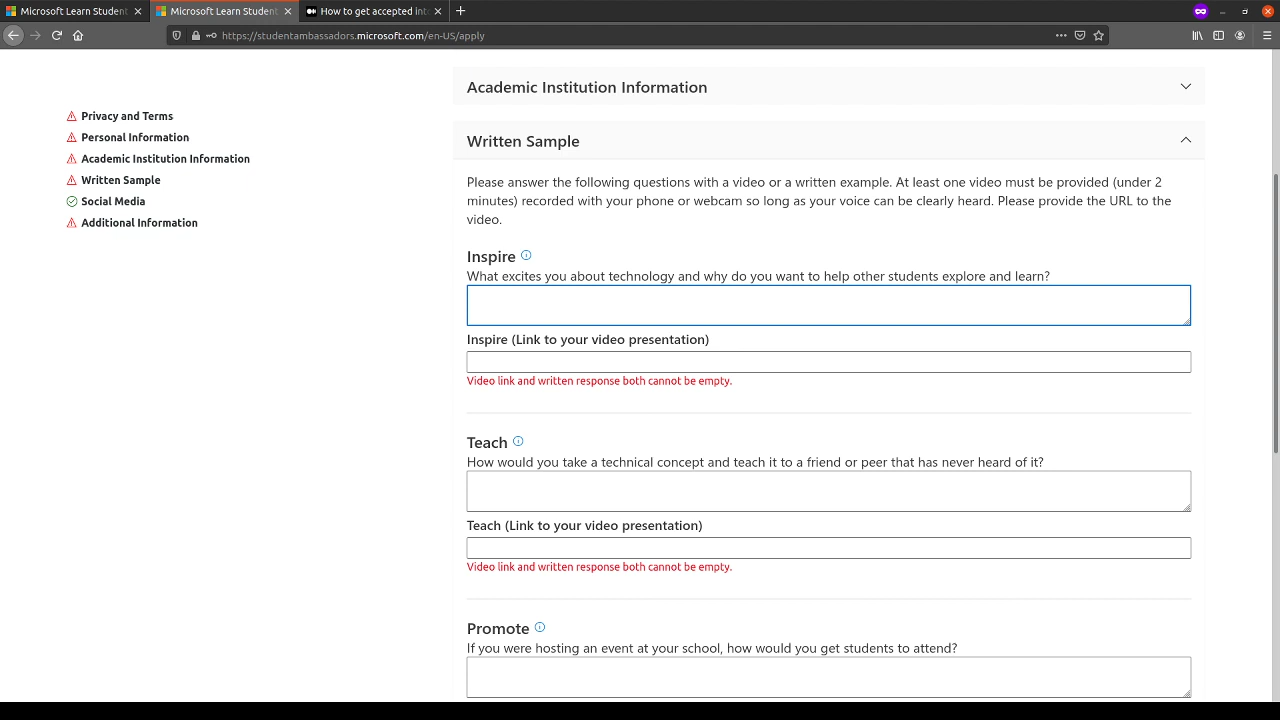 Microsoft Learn Student
Microsoft Learn Student
How to get accepted into
https://studentambassadors.microsoft.com/en-US/apply
Privacy and Terms
Personal Information
Academic Institution Information
Written Sample
Social Media
Additional Information
Academic Institution Information
Written Sample
Please answer the following questions with a video or a written example. At least one video must be provided (under 2
minutes) recorded with your phone or webcam so long as your voice can be clearly heard. Please provide the URL to the
video.
Inspire
What excites you about technology and why do you want to help other students explore and learn?
Inspire (Link to your video presentation)
Video link and written response both cannot be empty.
Teach
How would you take a technical concept and teach it to a friend or peer that has never heard of it?
Teach (Link to your video presentation)
Video link and written response both cannot be empty.
Promote
If you were hosting an event at your school, how would you get students to attend?